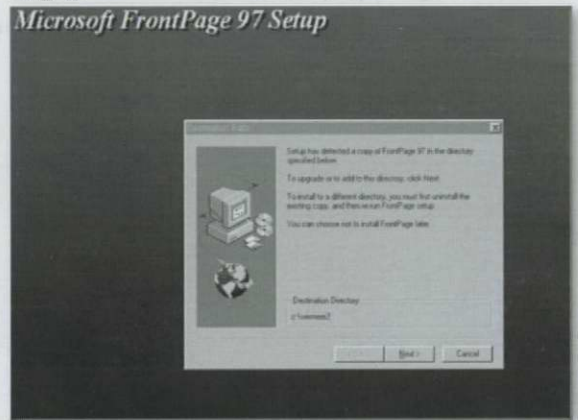 Microsoft FrontPage 97 Setup
Destination Path
Setup has detected a copy of FrontPage 97 in the directory
specified below.
To upgrade or to add to this directory, click Next.
To install to a different directory, you must first uninstall the
existing copy, and then re-run FrontPage setup.
You can choose not to install FrontPage later.
Destination Directory
Next >
Cancel